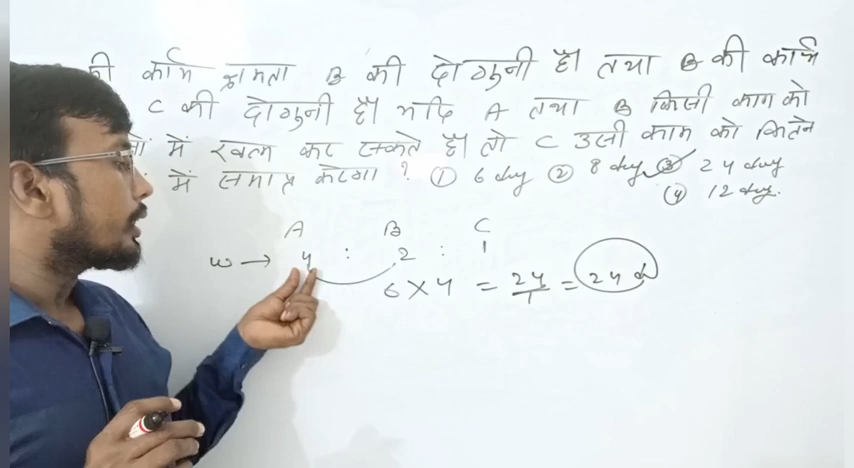 की कार्य क्षमता B की दोगुनी है। तथा B की कार्य
C
C की दोगुनी है। यदि A तथा B किसी काम को
में खत्म कर सकते है। तो C उसी काम को कितने
में समाप्त करेगा ? ① 6 day ② 8 day ③ 24 day
④ 12 day.
A B C
w → 4 : 2 : 1
6 × 4 = 24/1 = 24 d